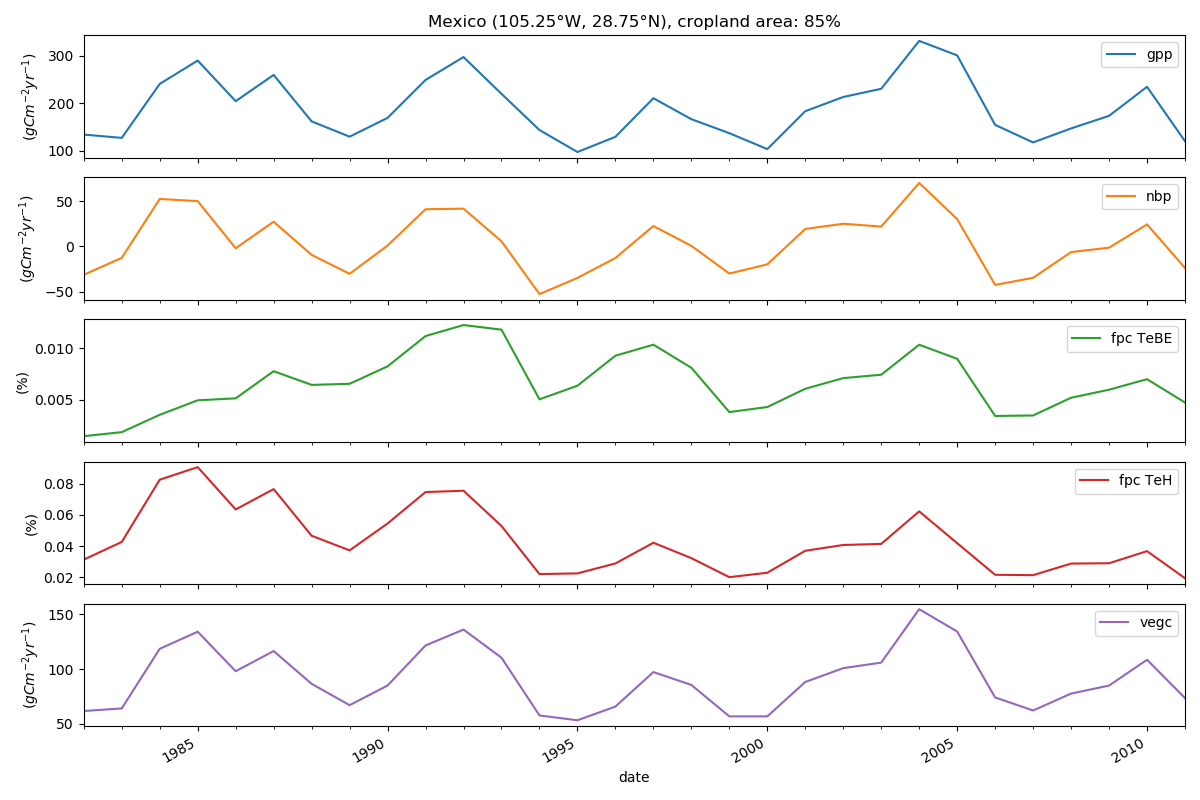 Mexico (105.25°W, 28.75°N), cropland area: 85%
gpp
300
200
100
(gCm⁻²yr⁻¹)
nbp
50
0
−50
(gCm⁻²yr⁻¹)
fpc TeBE
0.010
0.005
(%)
fpc TeH
0.08
0.06
0.04
0.02
(%)
vegc
150
100
50
(gCm⁻²yr⁻¹)
1985 1990 1995 2000 2005 2010
date